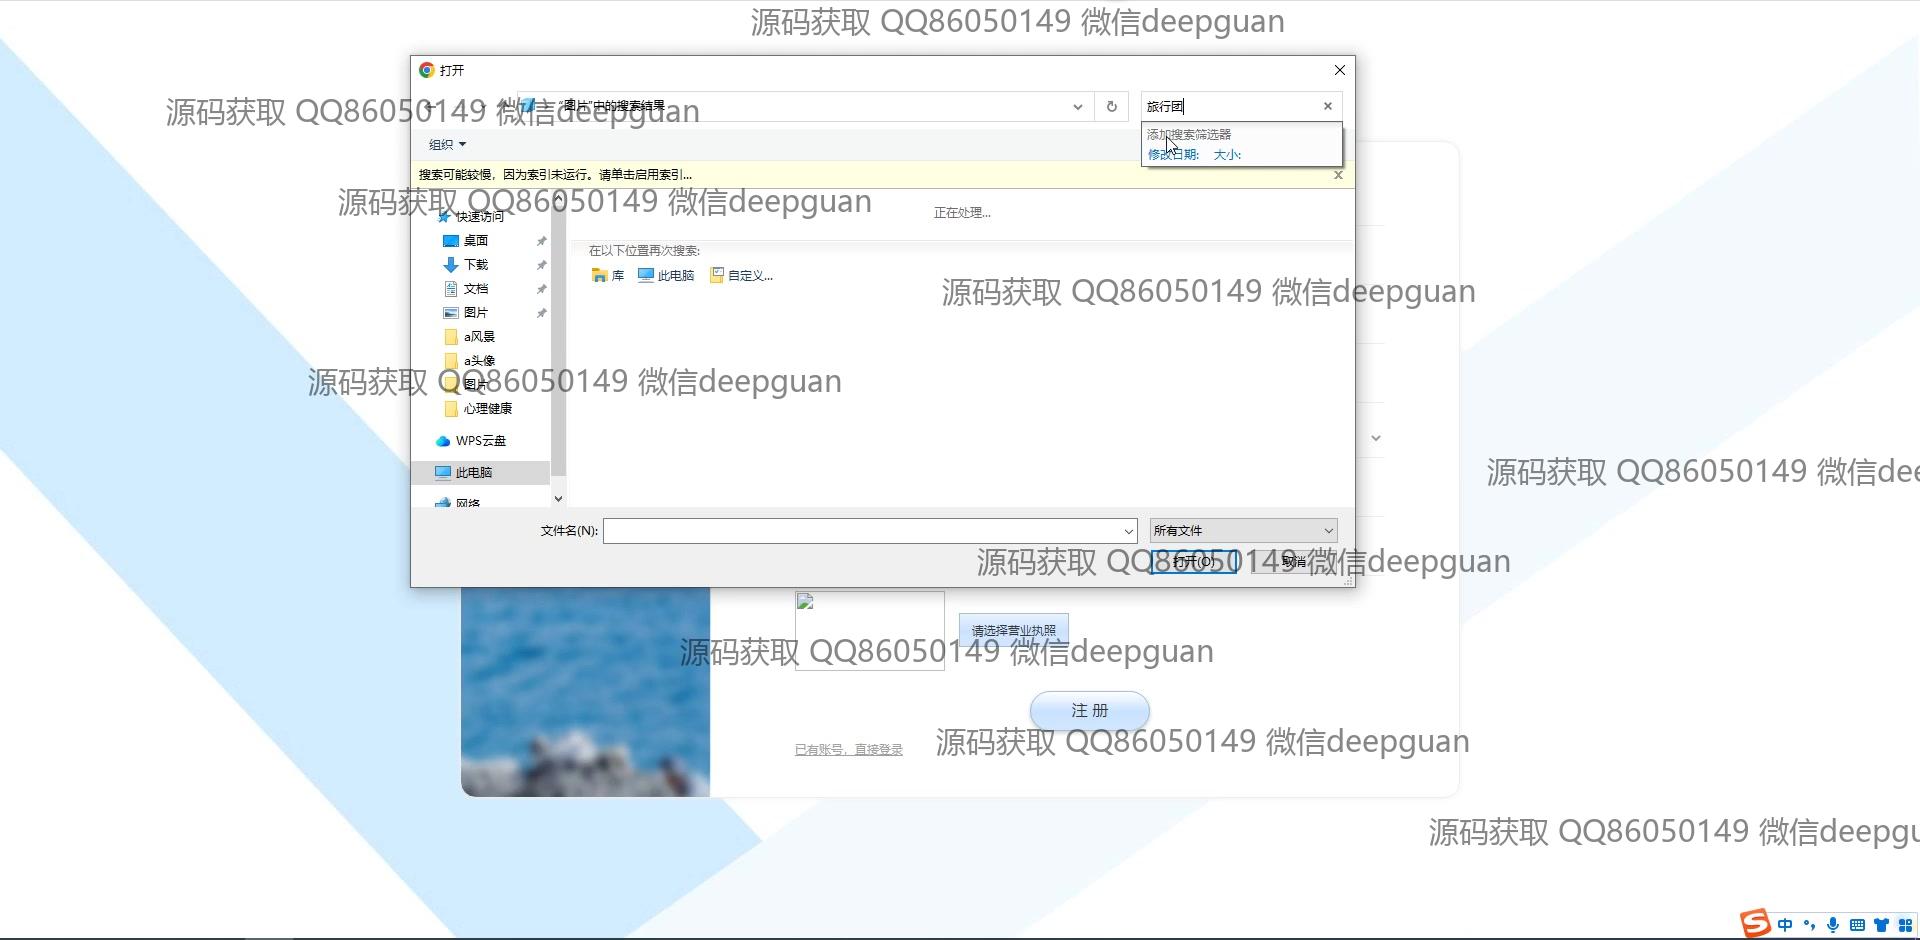 源码获取 QQ86050149 微信deepguan
打开
源码获取 QQ86050149 微信deepguan
"图片"中的搜索结果
旅行团
添加搜索筛选器
修改日期: 大小:
组织
搜索可能较慢，因为索引未运行。请单击启用索引...
源码获取 QQ86050149 微信deepguan
快速访问
正在处理...
桌面
在以下位置再次搜索:
下载
库 此电脑 自定义...
文档
源码获取 QQ86050149 微信deepguan
图片
a风景
a头像
源码获取 QQ86050149 微信deepguan
图片
心理健康
WPS云盘
此电脑
源码获取 QQ86050149 微信dee
网络
文件名(N):
所有文件
打开(O) 取消
源码获取 QQ86050149 微信deepguan
请选择营业执照
源码获取 QQ86050149 微信deepguan
注 册
已有账号，直接登录
源码获取 QQ86050149 微信deepguan
源码获取 QQ86050149 微信deepgu
中